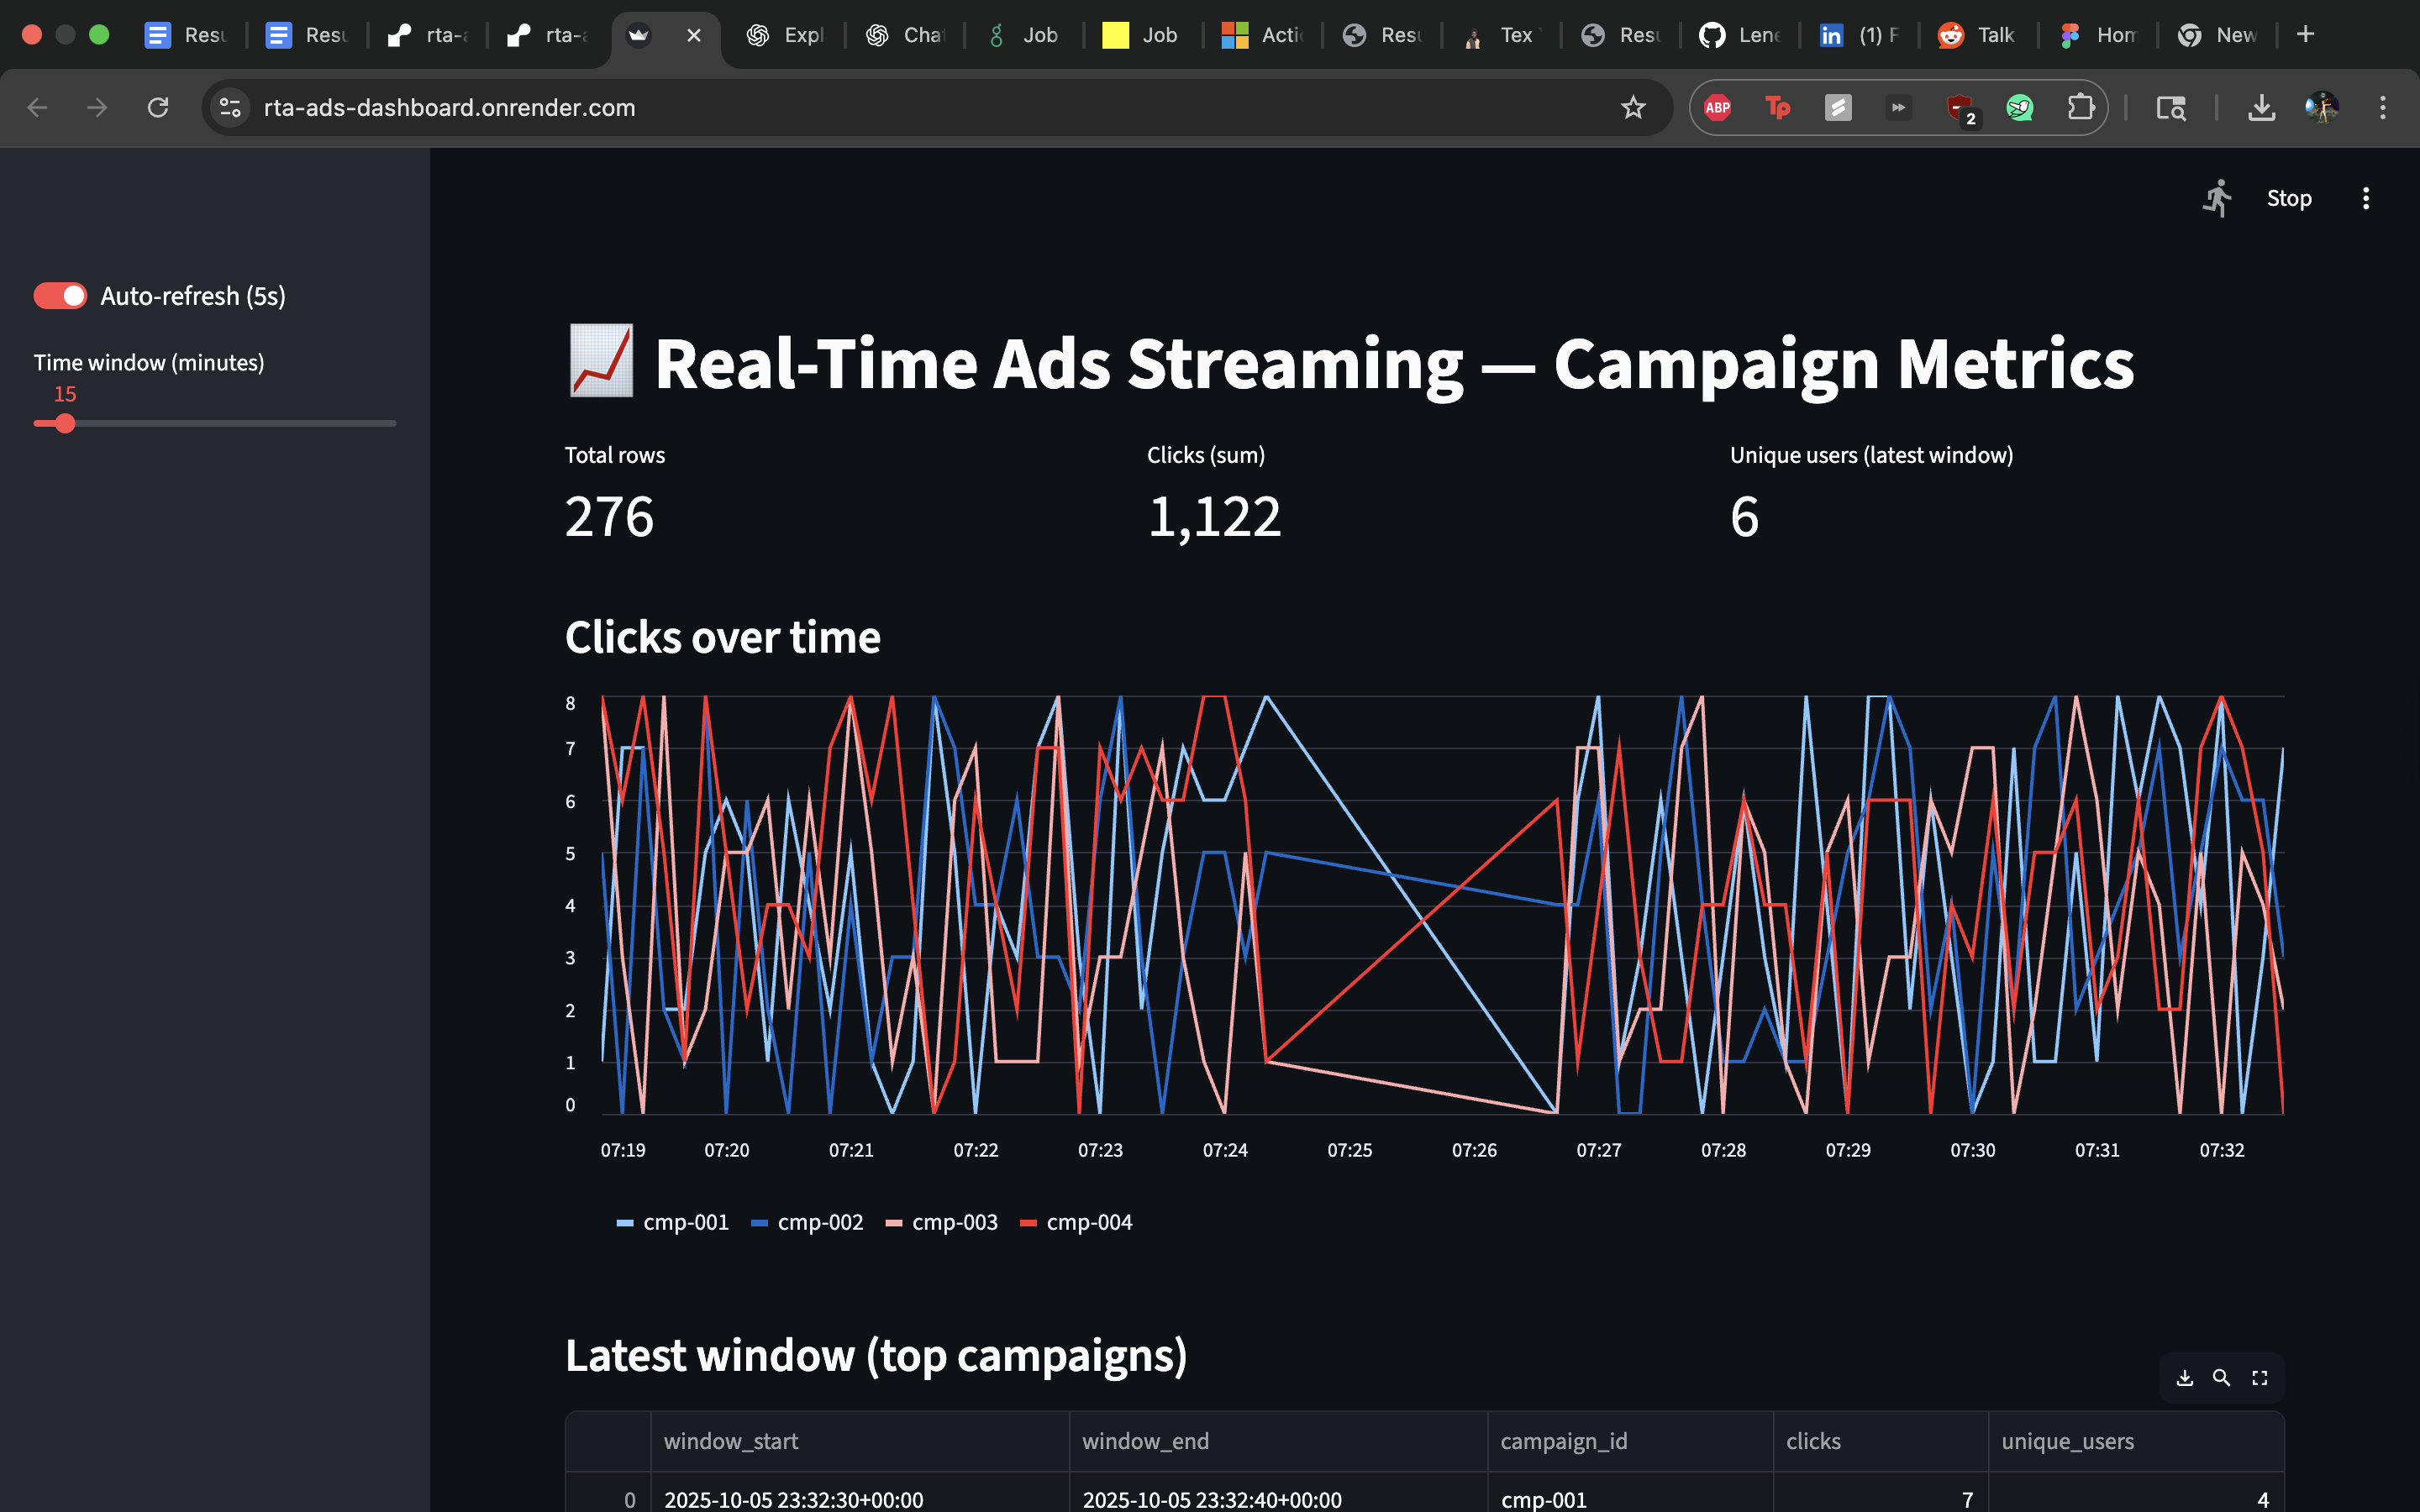 Resu
Resu
rta-a
rta-a
Expl
Chat
Job
Job
Actio
Resu
Tex
Resu
Lene
(1) F
Talk
Hom
New
rta-ads-dashboard.onrender.com
ABP
Tp
2
Stop
Auto-refresh (5s)
Time window (minutes)
15
📈 Real-Time Ads Streaming — Campaign Metrics
Total rows
Clicks (sum)
Unique users (latest window)
276
1,122
6
Clicks over time
8
7
6
5
4
3
2
1
0
07:19 07:20 07:21 07:22 07:23 07:24 07:25 07:26 07:27 07:28 07:29 07:30 07:31 07:32
cmp-001 cmp-002 cmp-003 cmp-004
Latest window (top campaigns)
window_start window_end campaign_id clicks unique_users
0 2025-10-05 23:32:30+00:00 2025-10-05 23:32:40+00:00 cmp-001 7 4